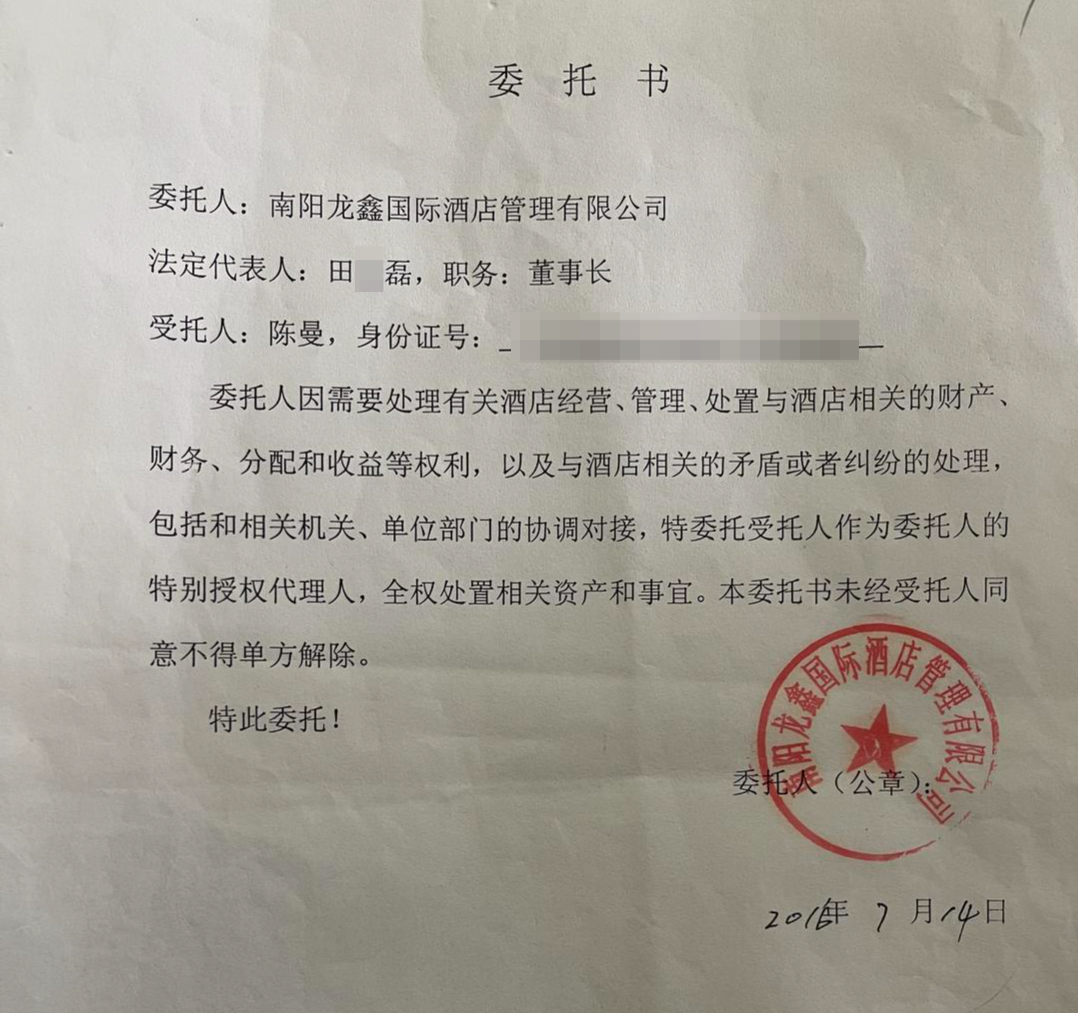 委托书
委托人：南阳龙鑫国际酒店管理有限公司
法定代表人：田 磊，职务：董事长
受托人：陈曼，身份证号：
委托人因需要处理有关酒店经营、管理、处置与酒店相关的财产、
财务、分配和收益等权利，以及与酒店相关的矛盾或者纠纷的处理，
包括和相关机关、单位部门的协调对接，特委托受托人作为委托人的
特别授权代理人，全权处置相关资产和事宜。本委托书未经受托人同
意不得单方解除。
特此委托！
南阳龙鑫国际酒店管理有限公司
委托人（公章）：
2016年 7 月14日